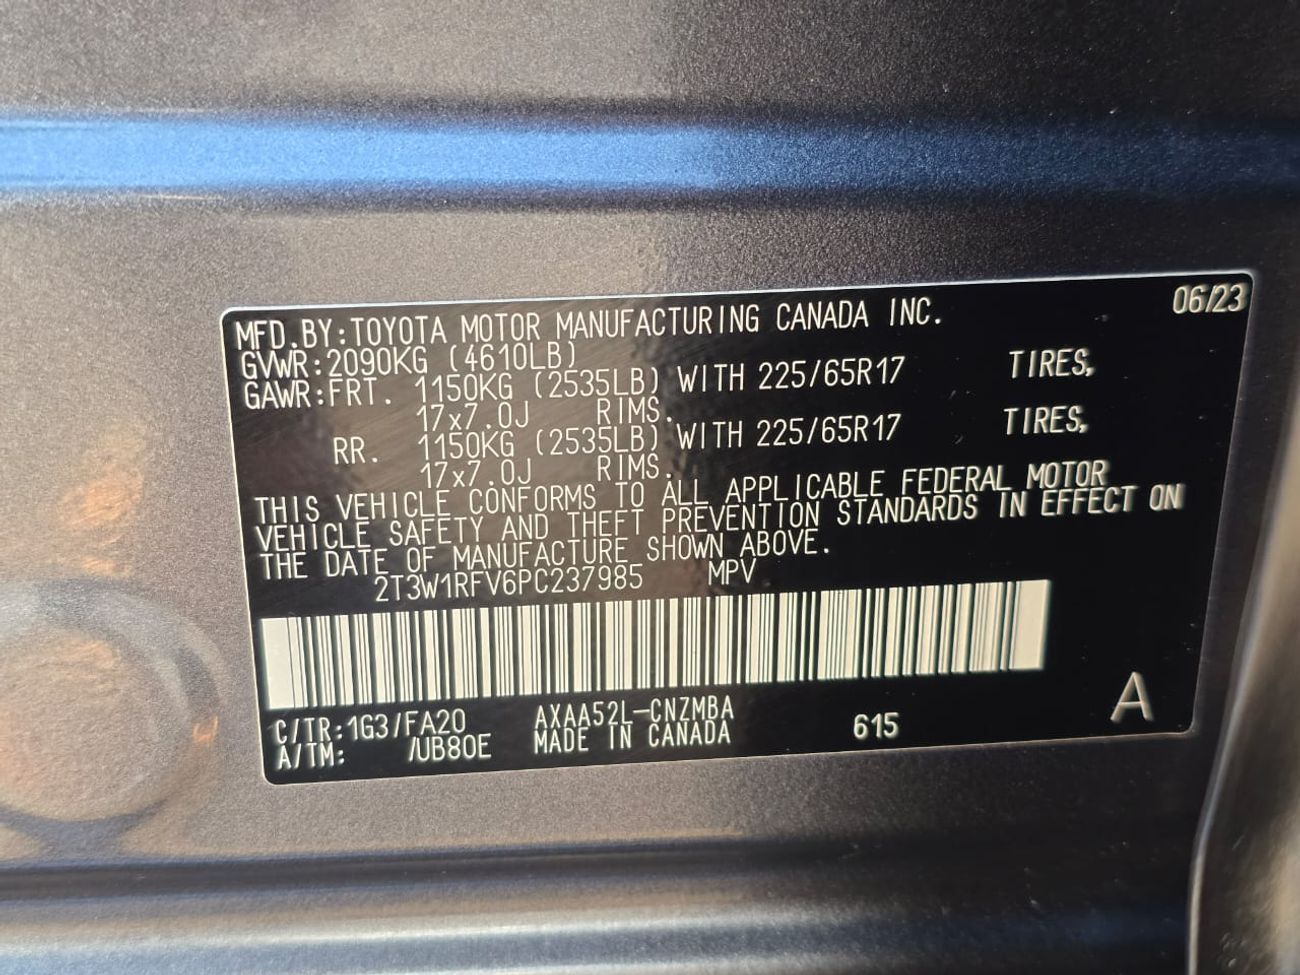 06/23
MFD.BY:TOYOTA MOTOR MANUFACTURING CANADA INC.
GVWR:2090KG (4610LB)
GAWR:FRT. 1150KG (2535LB) WITH 225/65R17 TIRES,
17x7.0J RIMS.
RR. 1150KG (2535LB) WITH 225/65R17 TIRES,
17x7.0J RIMS.
THIS VEHICLE CONFORMS TO ALL APPLICABLE FEDERAL MOTOR
VEHICLE SAFETY AND THEFT PREVENTION STANDARDS IN EFFECT ON
THE DATE OF MANUFACTURE SHOWN ABOVE.
2T3W1RFV6PC237985 MPV
C/TR:1G3/FA20 AXAA52L-CNZMBA
A/TM: /UB80E MADE IN CANADA 615 A